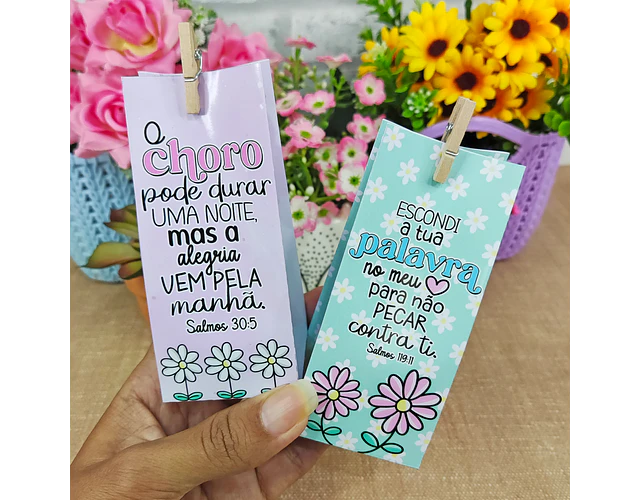 O
choro
pode durar
UMA NOITE,
mas a
alegria
VEM PELA
manhã.
Salmos 30:5
ESCONDI
a tua
palavra
no meu
para não
PECAR
contra ti.
Salmos 119:11